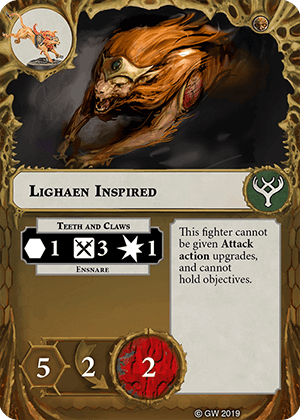 LIGHAEN INSPIRED
TEETH AND CLAWS
1 3 1
ENSNARE
This fighter cannot
be given Attack
action upgrades,
and cannot
hold objectives.
5 2 2
© GW 2019